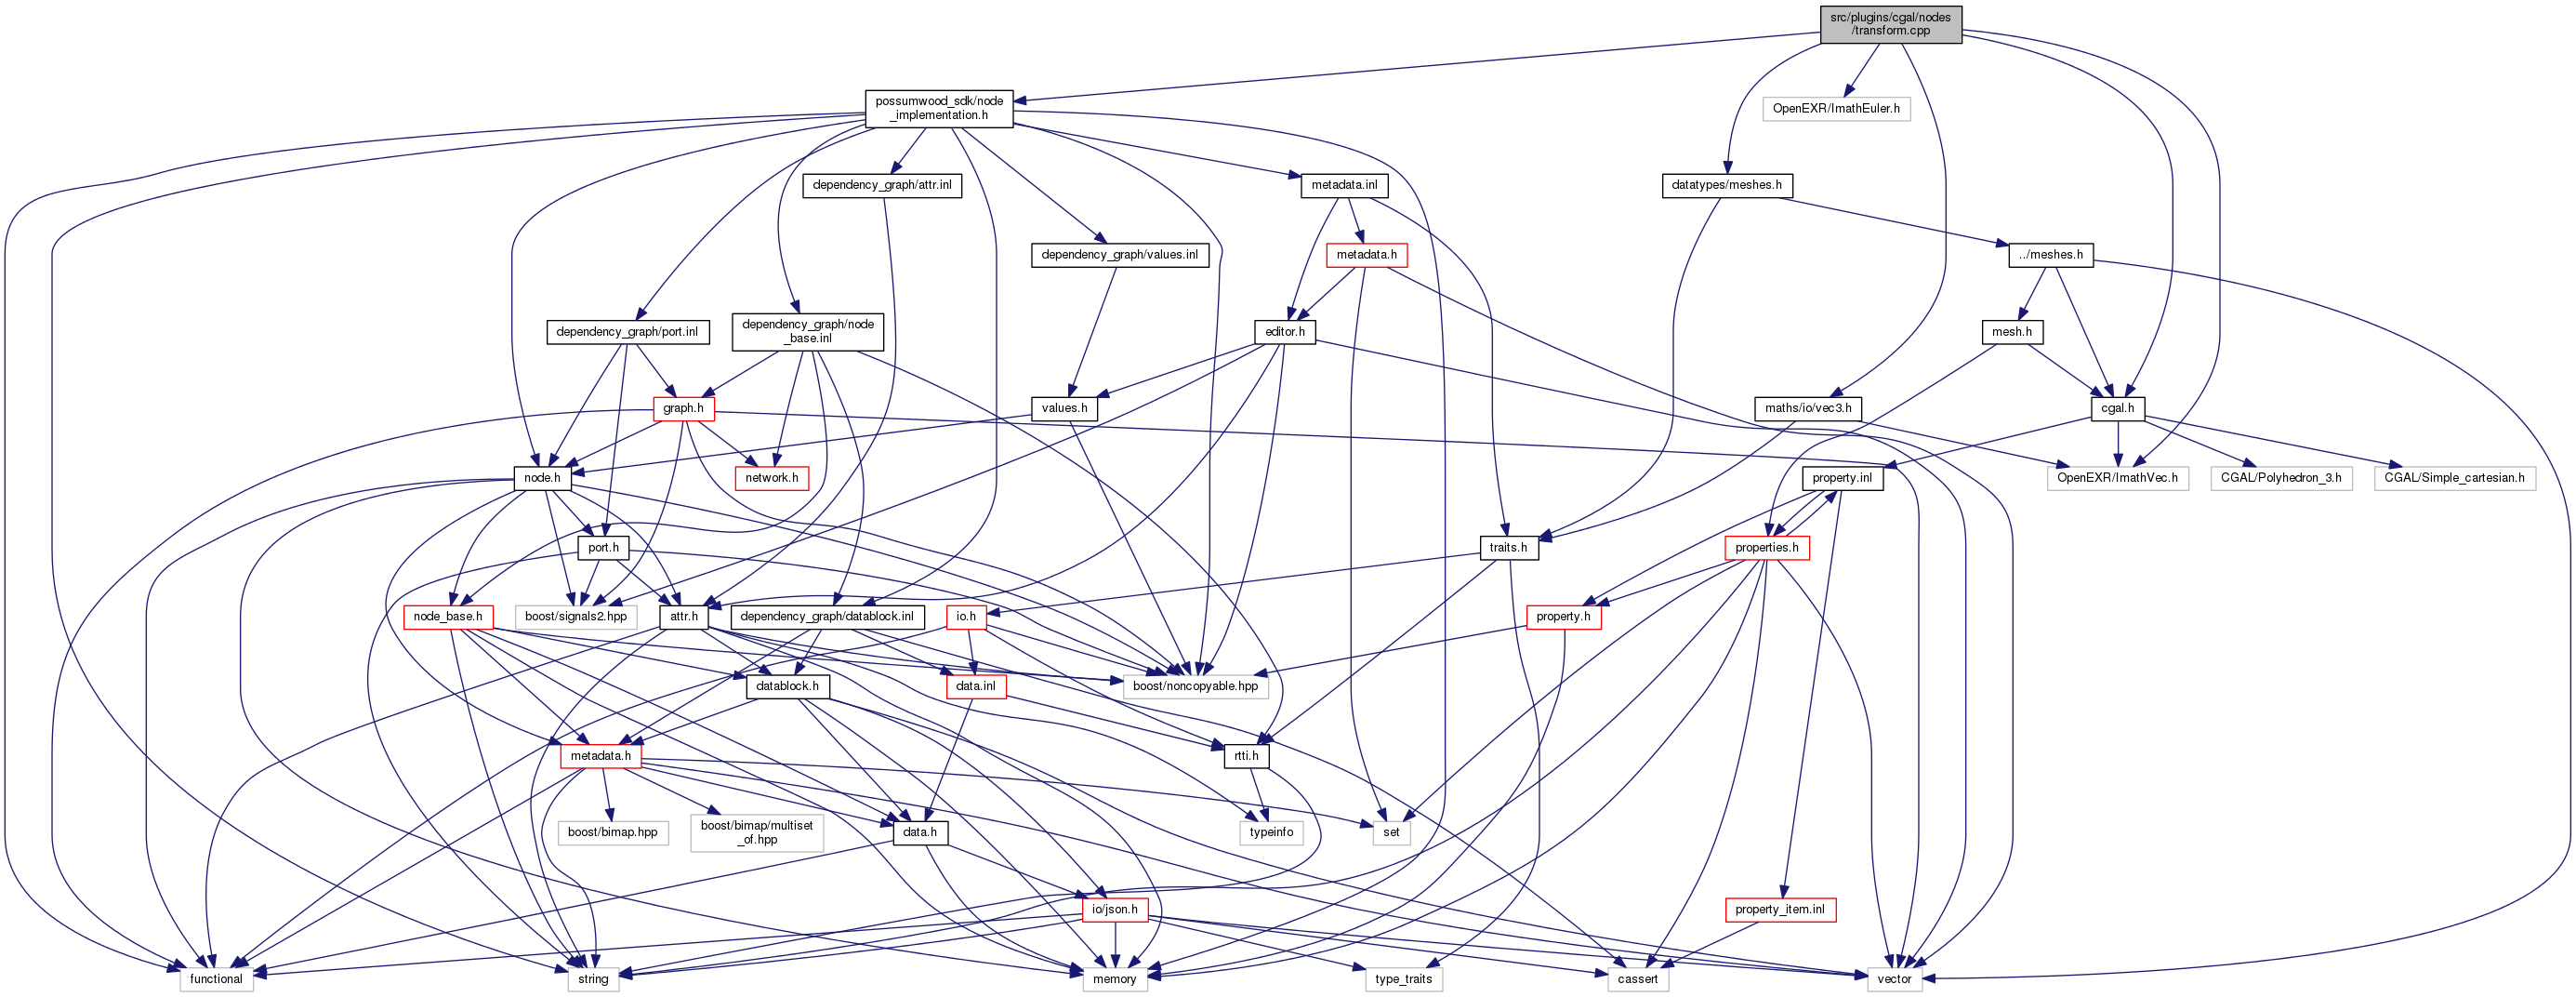 src/plugins/cgal/nodes
/transform.cpp
possumwood_sdk/node
_implementation.h
OpenEXR/ImathEuler.h
dependency_graph/attr.inl
metadata.inl
datatypes/meshes.h
dependency_graph/values.inl
metadata.h
../meshes.h
dependency_graph/port.inl
dependency_graph/node
_base.inl
editor.h
mesh.h
graph.h
values.h
maths/io/vec3.h
cgal.h
node.h
network.h
property.inl
OpenEXR/ImathVec.h
CGAL/Polyhedron_3.h
CGAL/Simple_cartesian.h
port.h
traits.h
properties.h
node_base.h
boost/signals2.hpp
attr.h
dependency_graph/datablock.inl
io.h
property.h
datablock.h
data.inl
boost/noncopyable.hpp
metadata.h
rtti.h
boost/bimap.hpp
boost/bimap/multiset
_of.hpp
data.h
typeinfo
set
io/json.h
property_item.inl
functional
string
memory
type_traits
cassert
vector